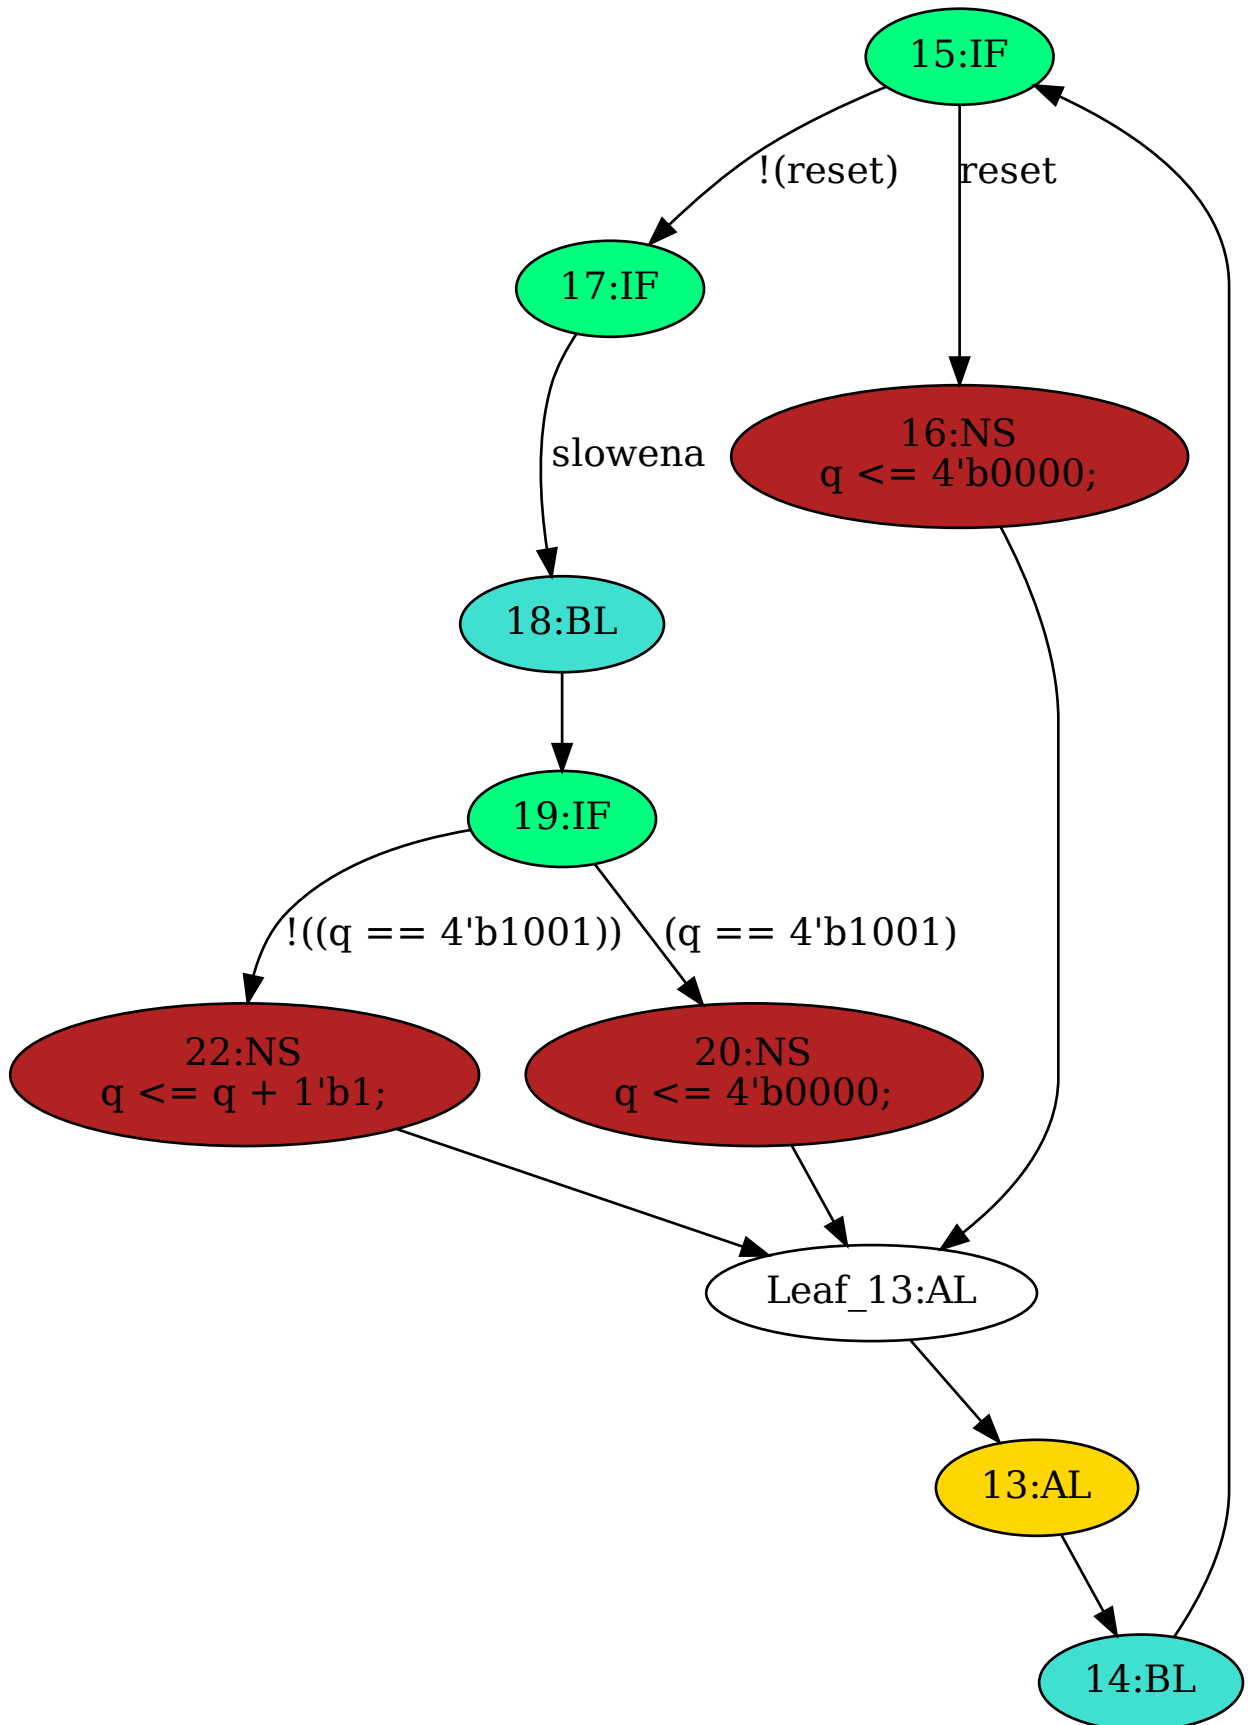 15:IF
!(reset)
reset
17:IF
16:NS
q <= 4'b0000;
slowena
18:BL
19:IF
!((q == 4'b1001))
(q == 4'b1001)
22:NS
q <= q + 1'b1;
20:NS
q <= 4'b0000;
Leaf_13:AL
13:AL
14:BL